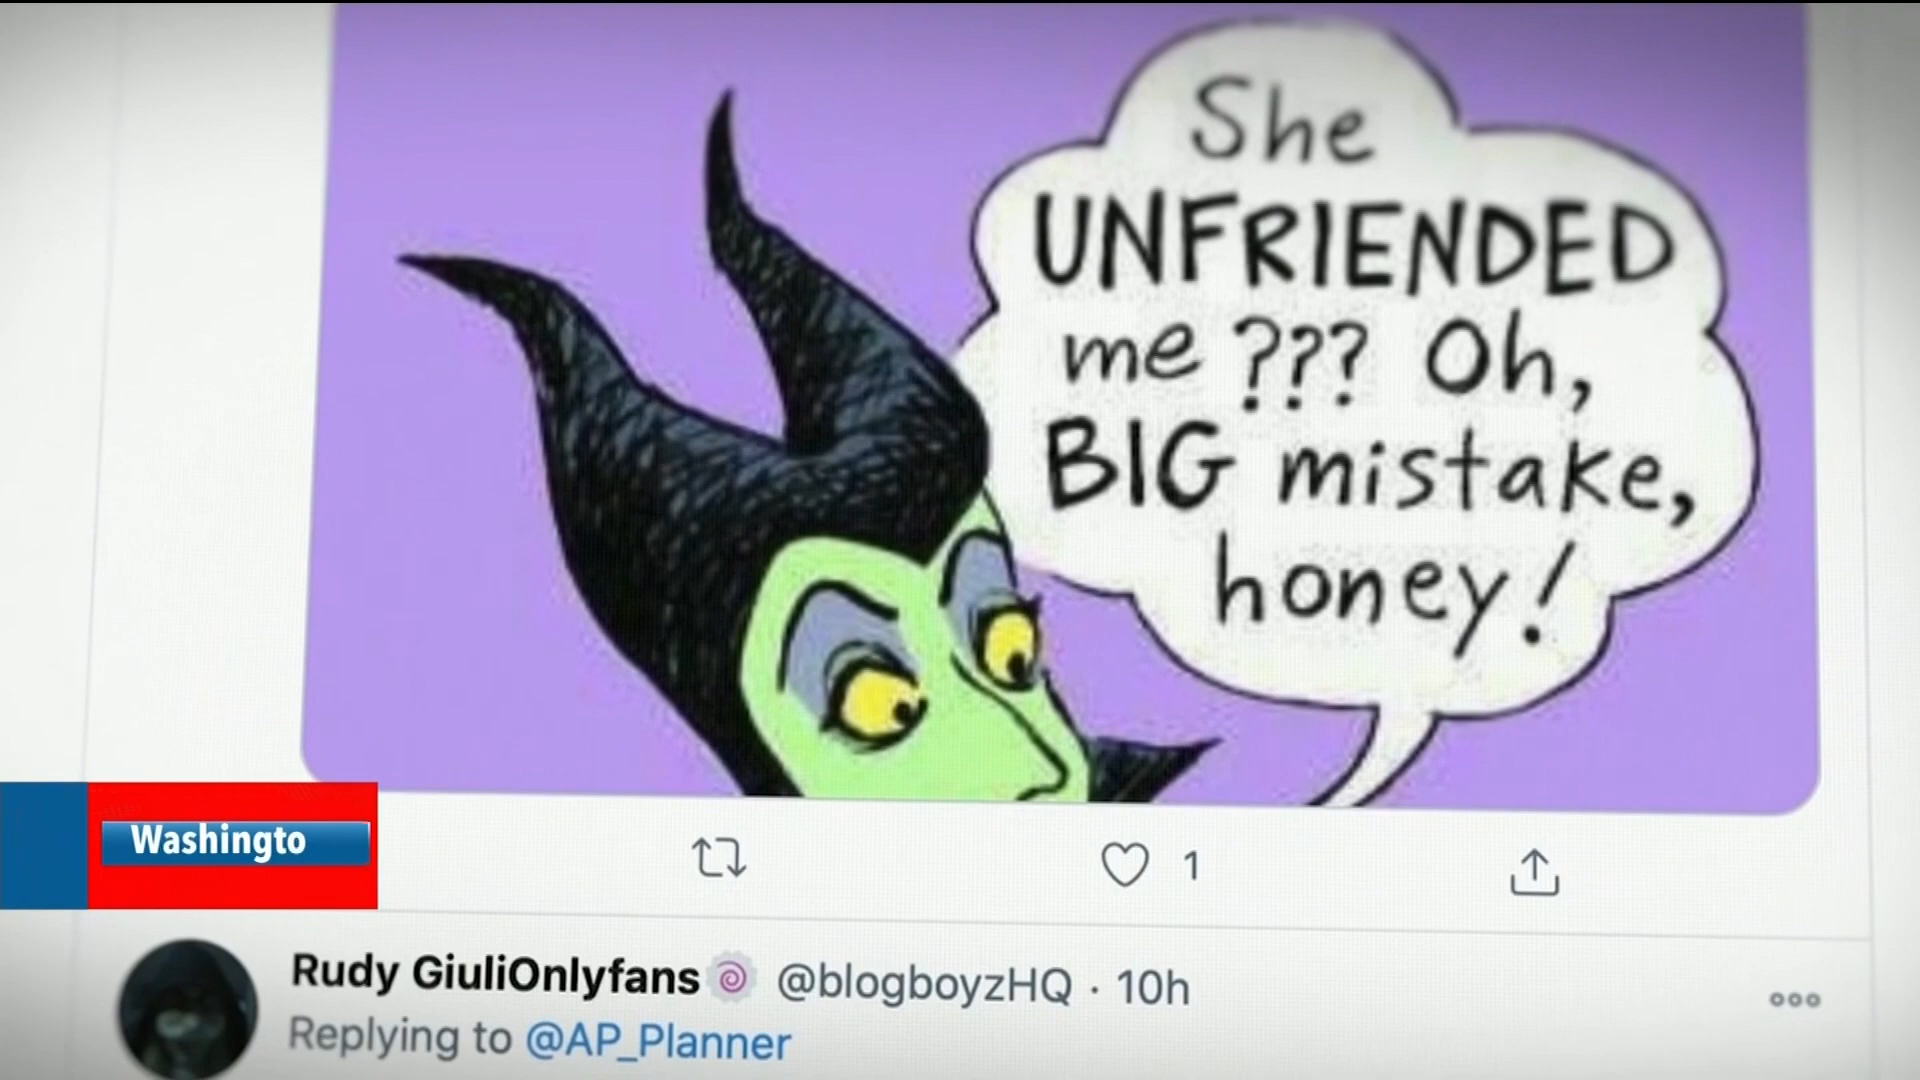 She
UNFRIENDED
me ??? Oh,
BIG mistake,
honey!
Washingto
1
Rudy GiuliOnlyfans @blogboyzHQ · 10h
Replying to @AP_Planner